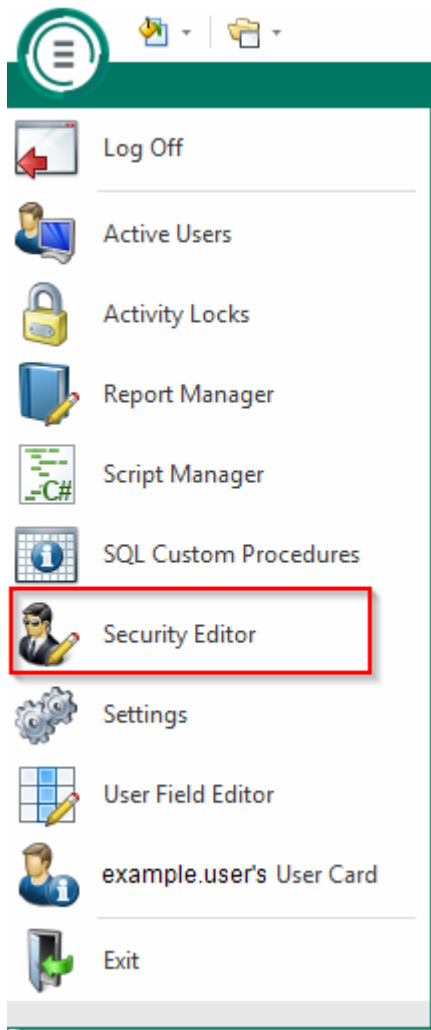 Log Off
Active Users
Activity Locks
Report Manager
C#
Script Manager
SQL Custom Procedures
Security Editor
Settings
User Field Editor
example.user's User Card
Exit